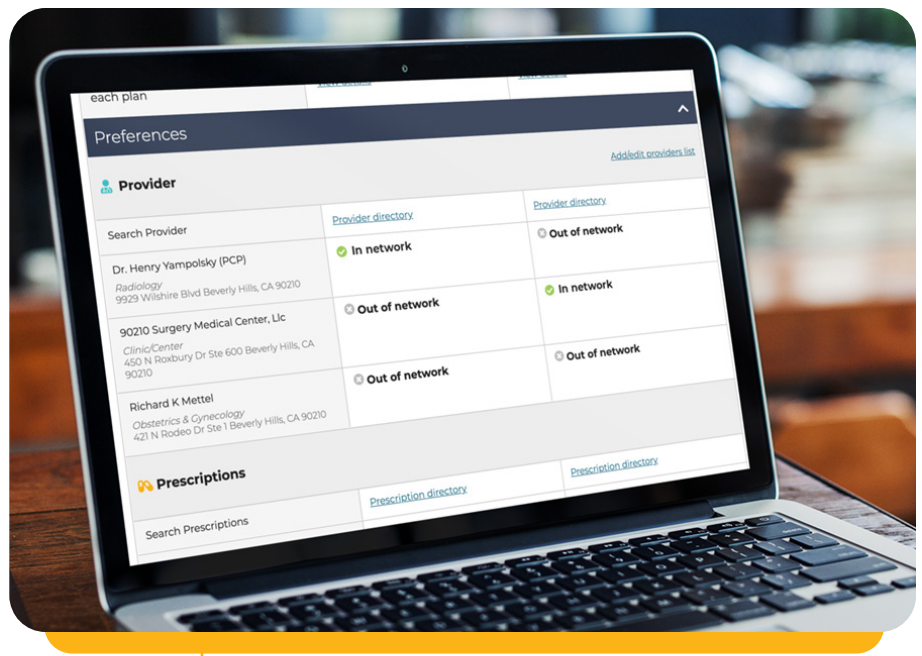 each plan
View details
View details
Preferences
Provider
Add/edit providers list
Search Provider
Provider directory
Provider directory
Dr. Henry Yampolsky (PCP)
Radiology
9929 Wilshire Blvd Beverly Hills, CA 90210
In network
Out of network
90210 Surgery Medical Center, Llc
Clinic/Center
450 N Roxbury Dr Ste 600 Beverly Hills, CA
90210
Out of network
In network
Richard K Mettel
Obstetrics & Gynecology
421 N Rodeo Dr Ste 1 Beverly Hills, CA 90210
Out of network
Out of network
Prescriptions
Search Prescriptions
Prescription directory
Prescription directory